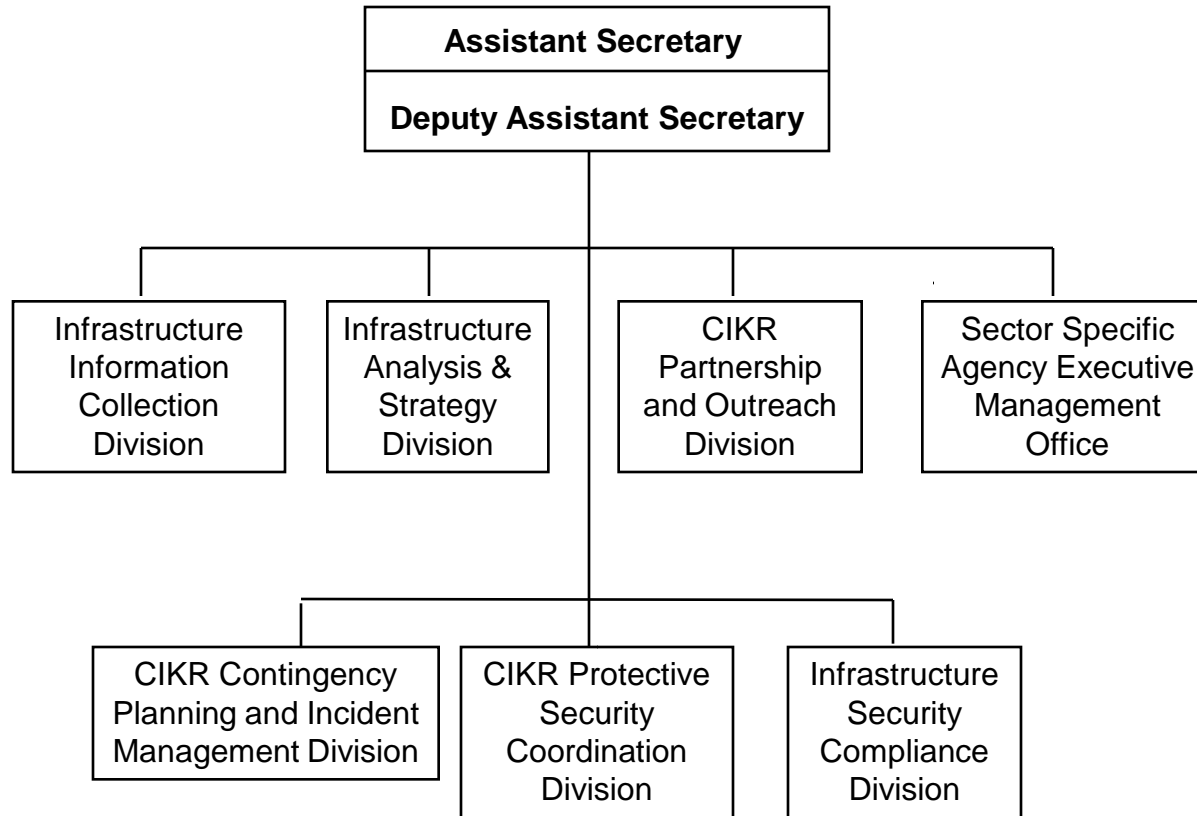 Assistant Secretary
Deputy Assistant Secretary
Infrastructure
Information
Collection
Division
Infrastructure
Analysis &
Strategy
Division
CIKR
Partnership
and Outreach
Division
Sector Specific
Agency Executive
Management
Office
CIKR Contingency
Planning and Incident
Management Division
CIKR Protective
Security
Coordination
Division
Infrastructure
Security
Compliance
Division